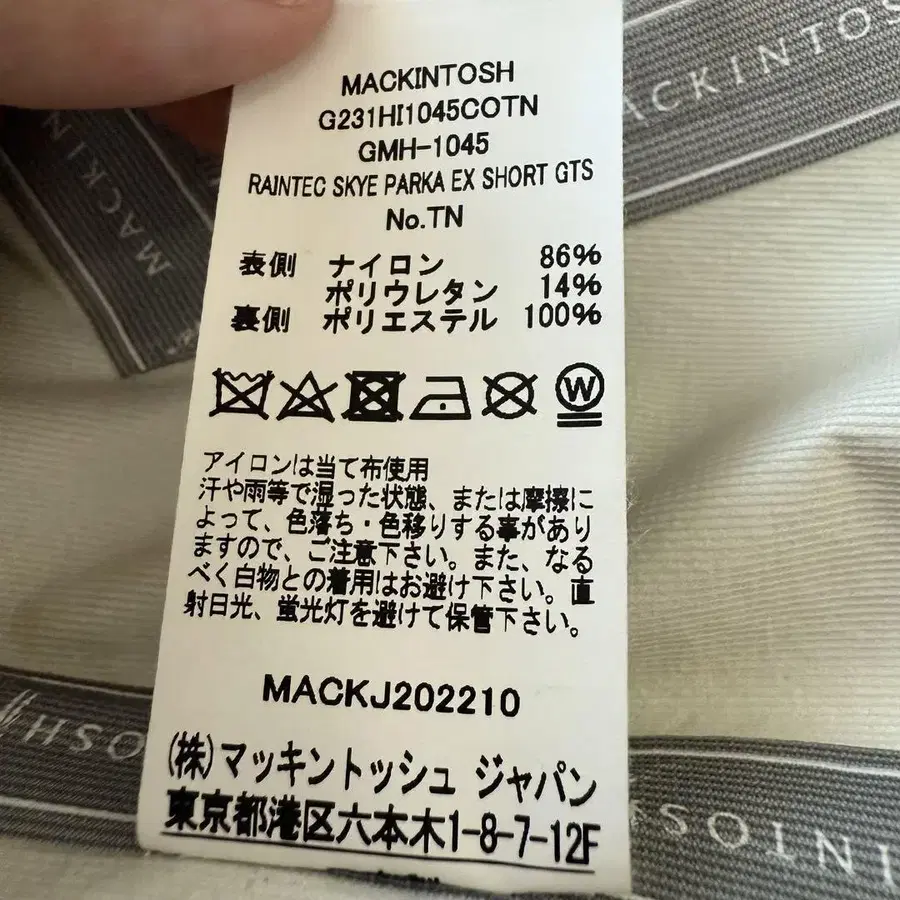 MACKINTOSH
G231HI1045COTN
GMH-1045
RAINTEC SKYE PARKA EX SHORT GTS
No.TN
表側 ナイロン 86%
ポリウレタン 14%
裏側 ポリエステル 100%
W
アイロンは当て布使用
汗や雨等で湿った状態、または摩擦に
よって、色落ち・色移りする事があり
ますので、ご注意下さい。また、なる
べく白物との着用はお避け下さい。直
射日光、蛍光灯を避けて保管下さい。
MACKJ202210
(株)マッキントッシュ ジャパン
東京都港区六本木1-8-7-12F
ACKINTOS
MACKIN
OSH
INTOS